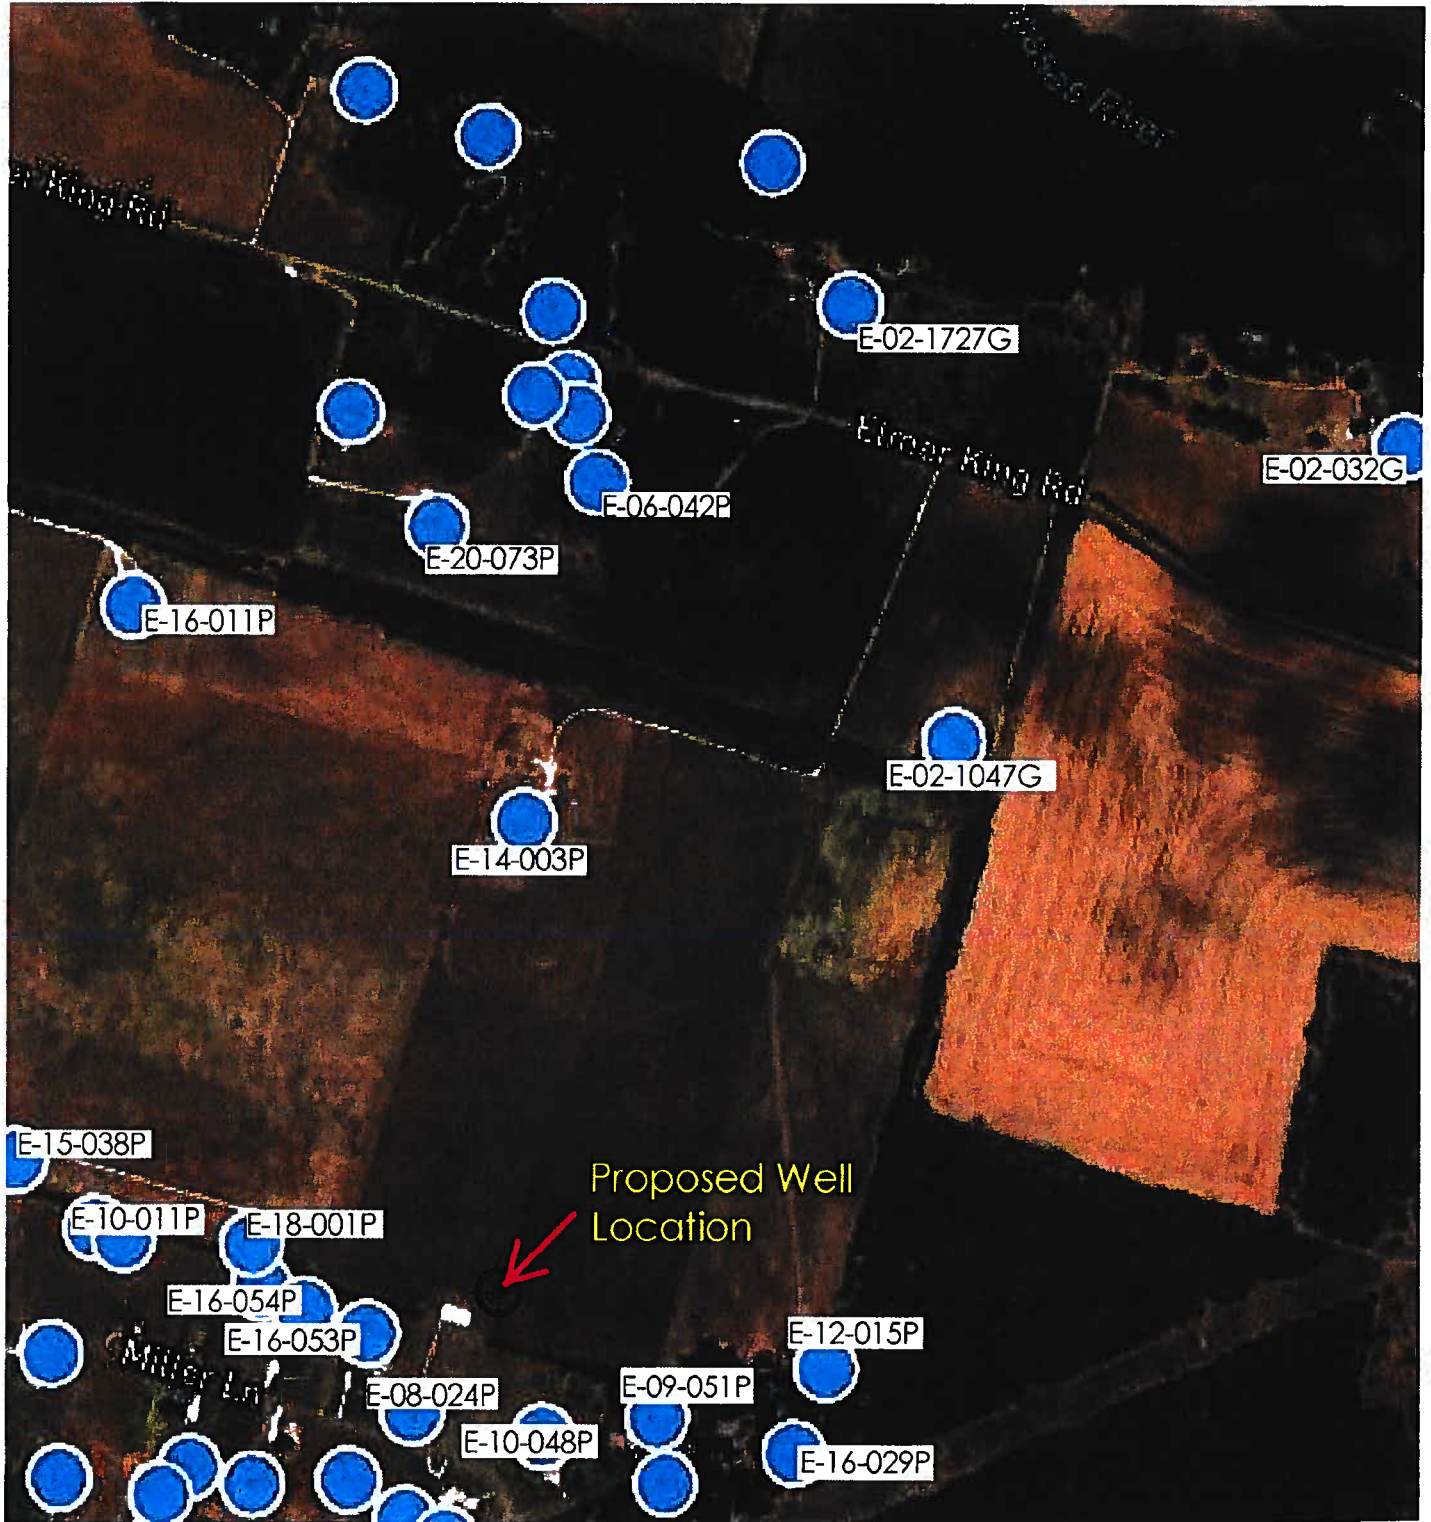 River
King Rd
E-02-1727G
Elmer King Rd
E-02-032G
E-06-042P
E-20-073P
E-16-011P
E-02-1047G
E-14-003P
E-15-038P
Proposed Well
Location
E-10-011P
E-18-001P
E-16-054P
E-16-053P
E-12-015P
Miller Ln
E-08-024P
E-09-051P
E-10-048P
E-16-029P